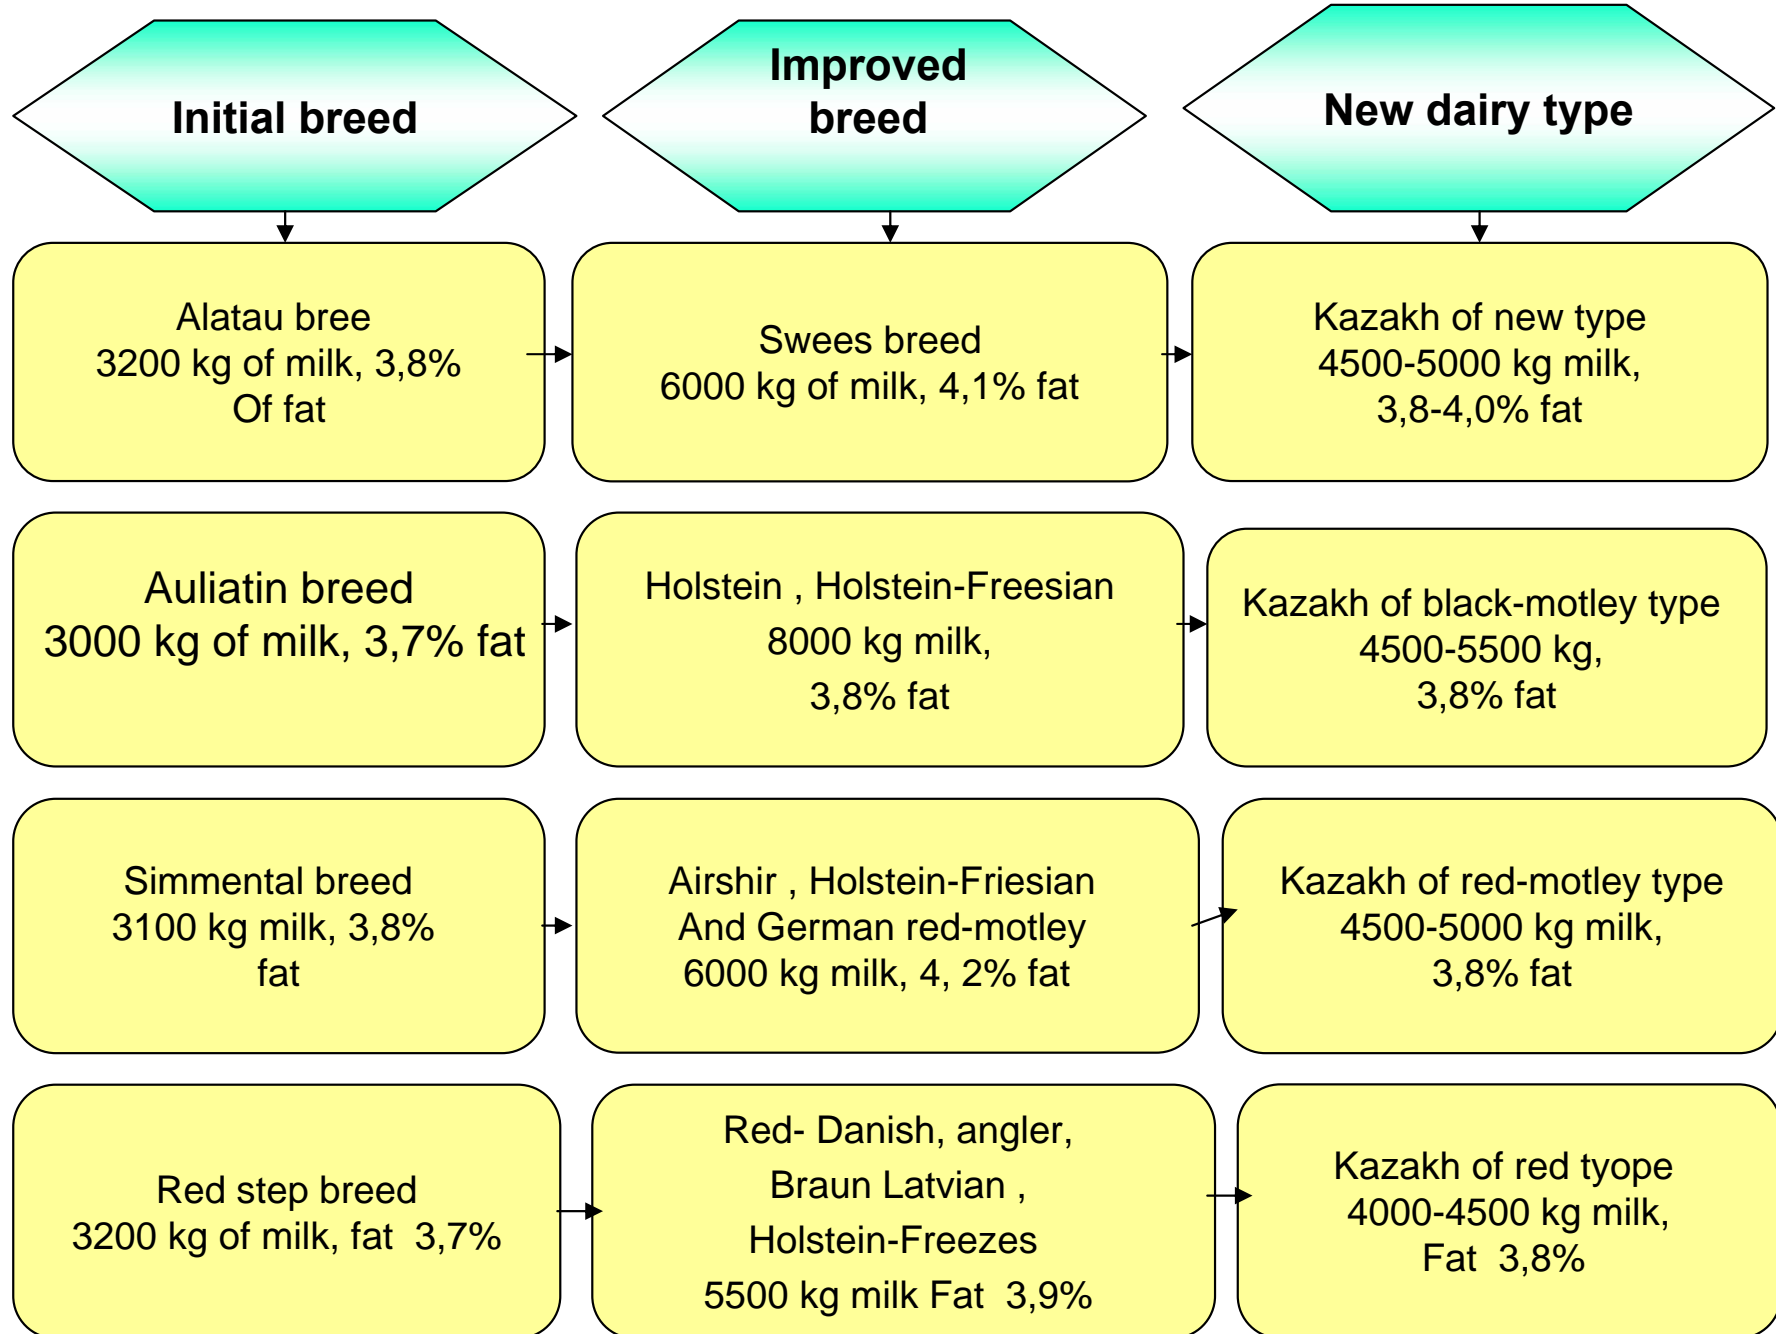 Initial breed
Improved
breed
New dairy type
Alatau bree
3200 kg of milk, 3,8%
Of fat
Swees breed
6000 kg of milk, 4,1% fat
Kazakh of new type
4500-5000 kg milk,
3,8-4,0% fat
Auliatin breed
3000 kg of milk, 3,7% fat
Holstein , Holstein-Freesian
8000 kg milk,
3,8% fat
Kazakh of black-motley type
4500-5500 kg,
3,8% fat
Simmental breed
3100 kg milk, 3,8%
fat
Airshir , Holstein-Friesian
And German red-motley
6000 kg milk, 4, 2% fat
Kazakh of red-motley type
4500-5000 kg milk,
3,8% fat
Red step breed
3200 kg of milk, fat 3,7%
Red- Danish, angler,
Braun Latvian ,
Holstein-Freezes
5500 kg milk Fat 3,9%
Kazakh of red tyope
4000-4500 kg milk,
Fat 3,8%